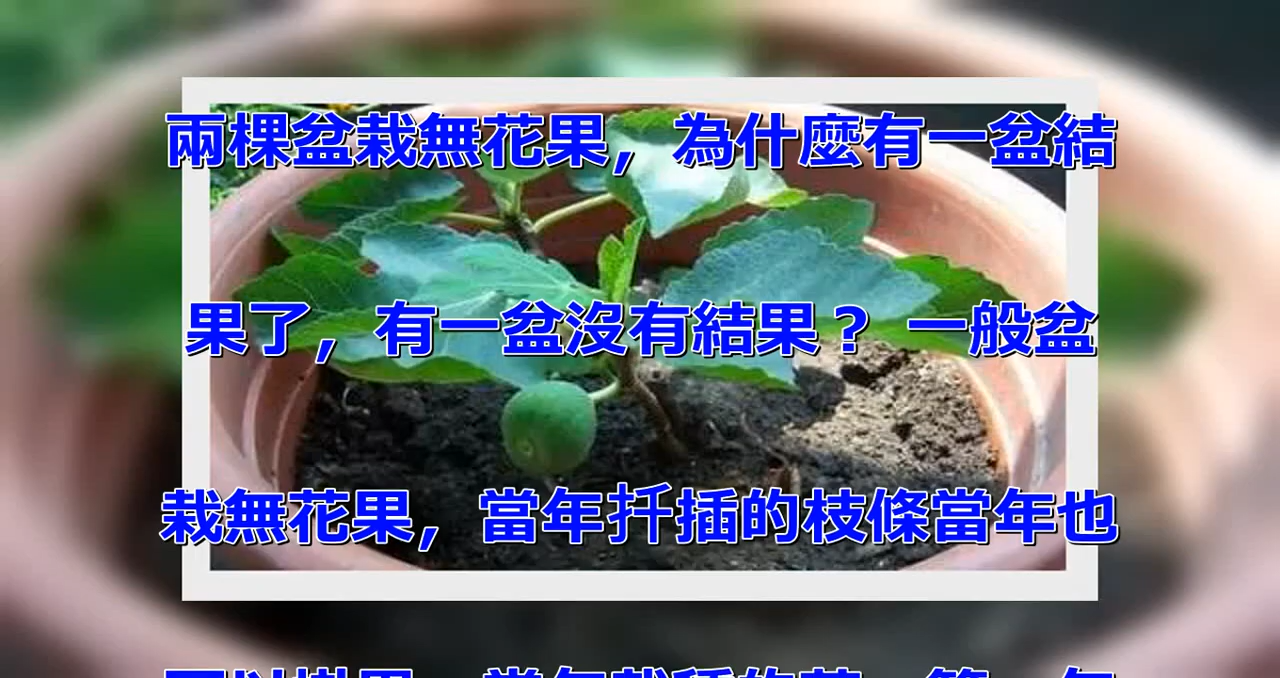 兩棵盆栽無花果，為什麼有一盆結
果了，有一盆沒有結果？ 一般盆
栽無花果，當年扦插的枝條當年也